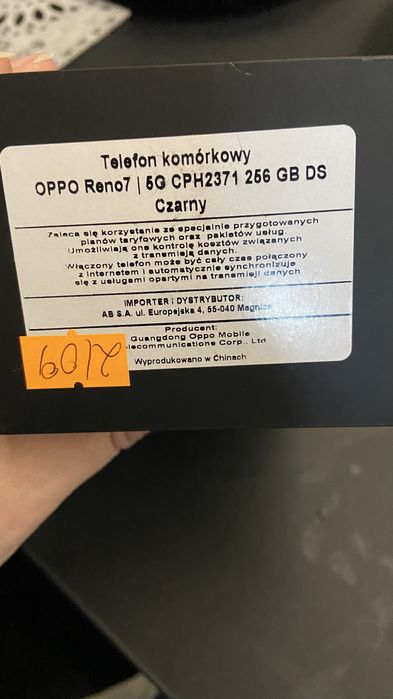 Telefon komórkowy
OPPO Reno7 | 5G CPH2371 256 GB DS
Czarny
Zaleca się korzystanie ze specjalnie przygotowanych
planów taryfowych oraz pakietów usług.
Umożliwiają one kontrolę kosztów związanych
z transmisją danych.
Włączony telefon może być cały czas połączony
z internetem i automatycznie synchronizuje
się z usługami opartymi na transmisji danych
IMPORTER i DYSTRYBUTOR:
AB S.A. ul. Europejska 4, 55-040 Magnice
Producent:
Guangdong Oppo Mobile
lecommunications Corp., Ltd
Wyprodukowano w Chinach